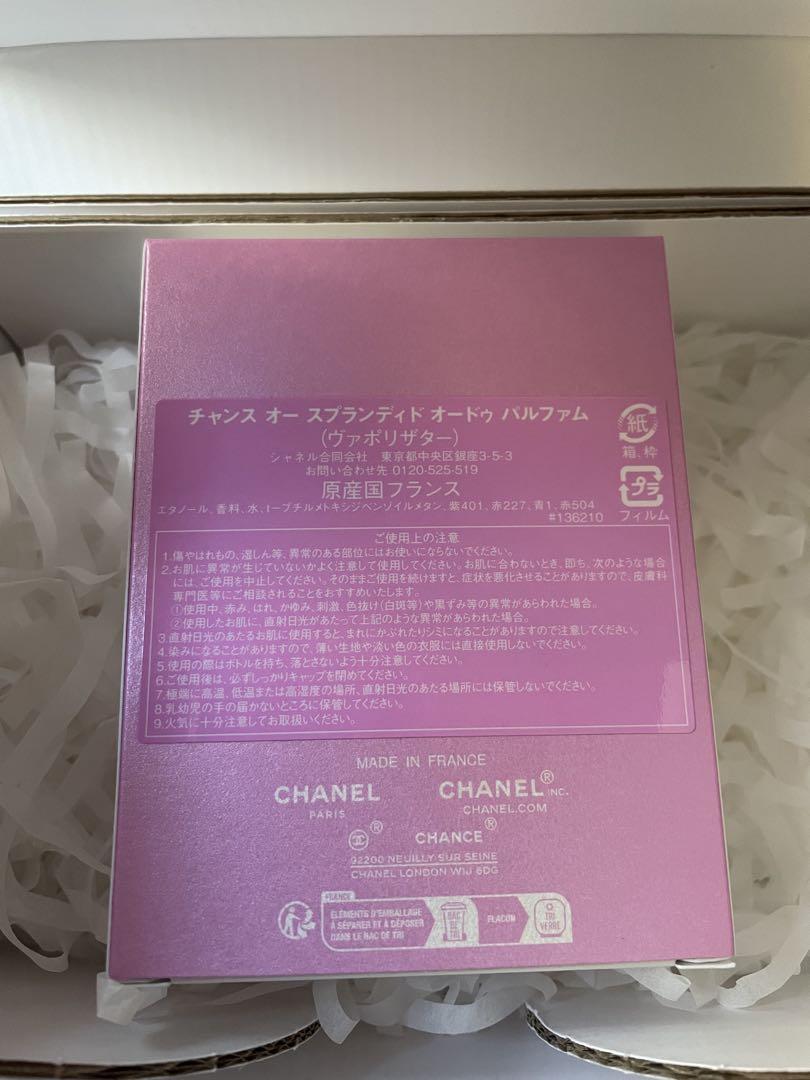 チャンス オー スプランディド オードゥ パルファム
(ヴァポリザター)
シャネル合同会社 東京都中央区銀座3-5-3
お問い合わせ先 0120-525-519
原産国フランス
エタノール、香料、水、t-ブチルメトキシジベンゾイルメタン、紫401、赤227、青1、赤504
#136210
紙
箱、枠
プラ
フィルム
ご使用上の注意
1.傷やはれもの、湿しん等、異常のある部位にはお使いにならないでください。
2.お肌に異常が生じていないかよく注意して使用してください。お肌に合わないとき、即ち、次のような場合
には、ご使用を中止してください。そのままご使用を続けますと、症状を悪化させることがありますので、皮膚科
専門医等にご相談されることをおすすめいたします。
①使用中、赤み、はれ、かゆみ、刺激、色抜け(白斑等)や黒ずみ等の異常があらわれた場合。
②使用したお肌に、直射日光があたって上記のような異常があらわれた場合。
3.直射日光のあたるお肌に使用すると、まれにかぶれたりシミになることがありますので注意してください。
4.染みになることがありますので、薄い生地や淡い色の衣服には直接使用しないでください。
5.使用の際はボトルを持ち、落とさないよう十分注意してください。
6.ご使用後は、必ずしっかりキャップを閉めてください。
7.極端に高温、低温または高湿度の場所、直射日光のあたる場所には保管しないでください。
8.乳幼児の手の届かないところに保管してください。
9.火気に十分注意してお取扱いください。
MADE IN FRANCE
CHANEL
PARIS
CHANEL® INC.
CHANEL.COM
® CHANCE®
92200 NEUILLY SUR SEINE
CHANEL LONDON W1J 6DG
FRANCE
ÉLÉMENTS D'EMBALLAGE
À SÉPARER ET À DÉPOSER
DANS LE BAC DE TRI
BAC
DE
TRI
FLACON
TRI
VERRE